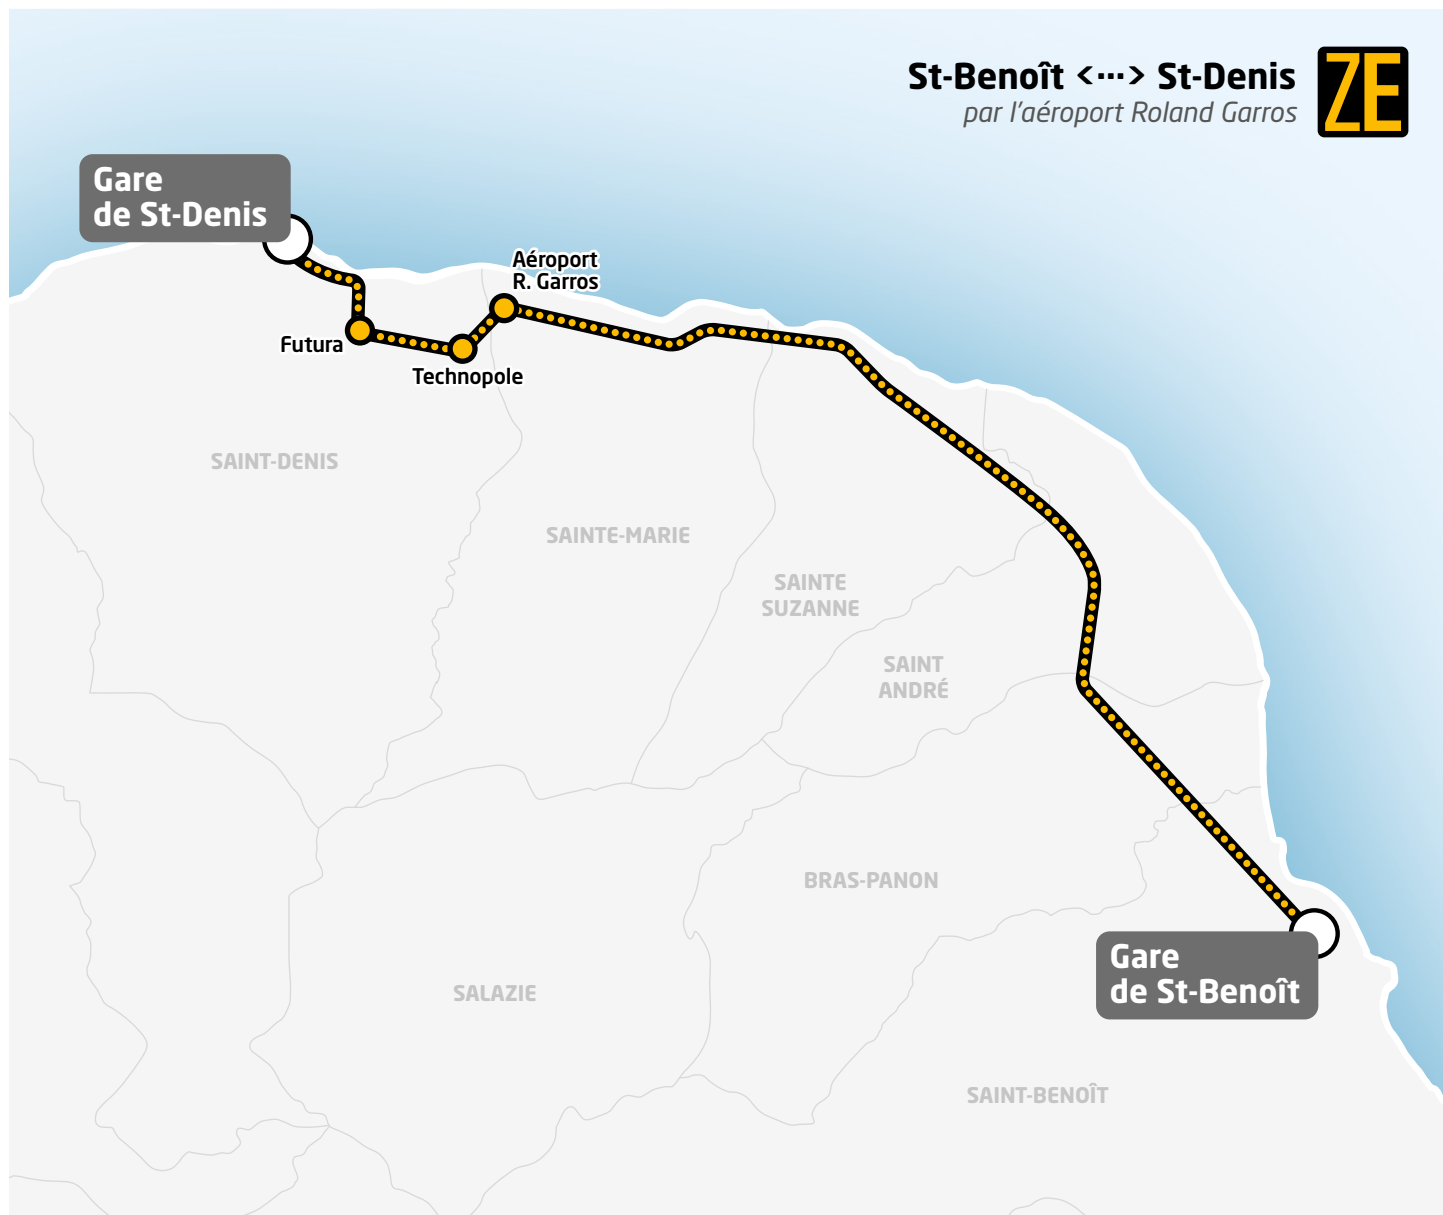 St-Benoît <···> St-Denis
par l'aéroport Roland Garros
ZE
Gare
de St-Denis
Aéroport
R. Garros
Futura
Technopole
SAINT-DENIS
SAINTE-MARIE
SAINTE
SUZANNE
SAINT
ANDRÉ
BRAS-PANON
Gare
de St-Benoît
SALAZIE
SAINT-BENOÎT